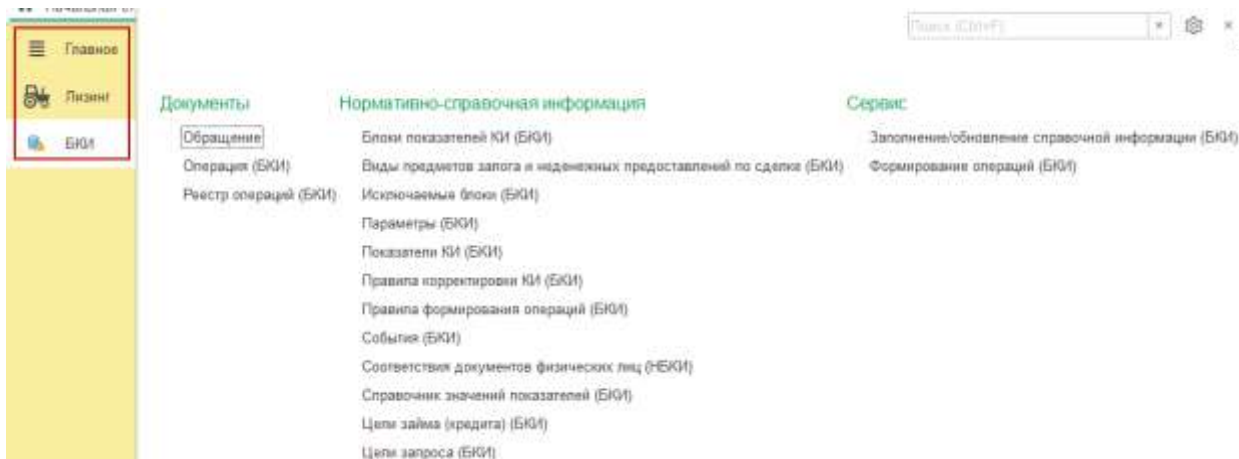 Главное
Лизинг
БКИ
Поиск (Ctrl+F)
Документы
Обращение
Операция (БКИ)
Реестр операций (БКИ)
Нормативно-справочная информация
Блоки показателей КИ (БКИ)
Виды предметов залога и неденежных предоставлений по сделке (БКИ)
Исключаемые блоки (БКИ)
Параметры (БКИ)
Показатели КИ (БКИ)
Правила корректировки КИ (БКИ)
Правила формирования операций (БКИ)
События (БКИ)
Соответствия документов физических лиц (НБКИ)
Справочник значений показателей (БКИ)
Цели займа (кредита) (БКИ)
Цели запроса (БКИ)
Сервис
Заполнение/обновление справочной информации (БКИ)
Формирование операций (БКИ)